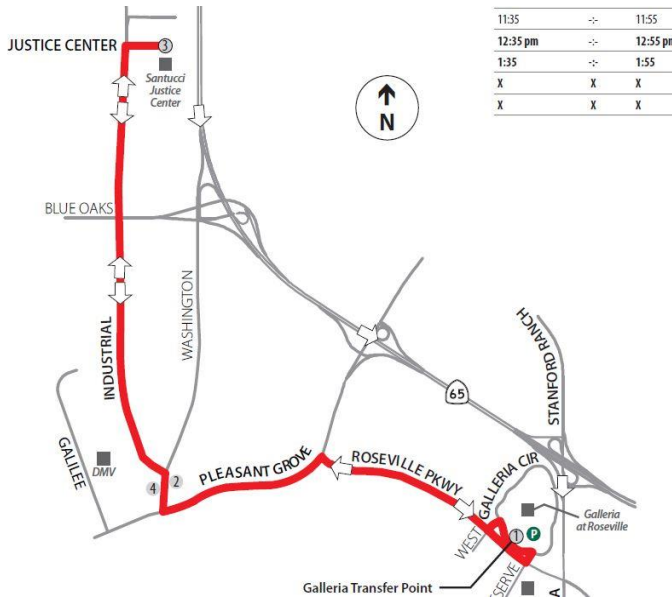 11:35 -:- 11:55
12:35 pm -:- 12:55 pm
1:35 -:- 1:55
X X X
X X X
JUSTICE CENTER
3
Santucci
Justice
Center
N
BLUE OAKS
WASHINGTON
INDUSTRIAL
STANFORD RANCH
65
GALILEE
DMV
4
2
PLEASANT GROVE
ROSEVILLE PKWY
GALLERIA CIR
WEST
1
P
Galleria
at Roseville
Galleria Transfer Point